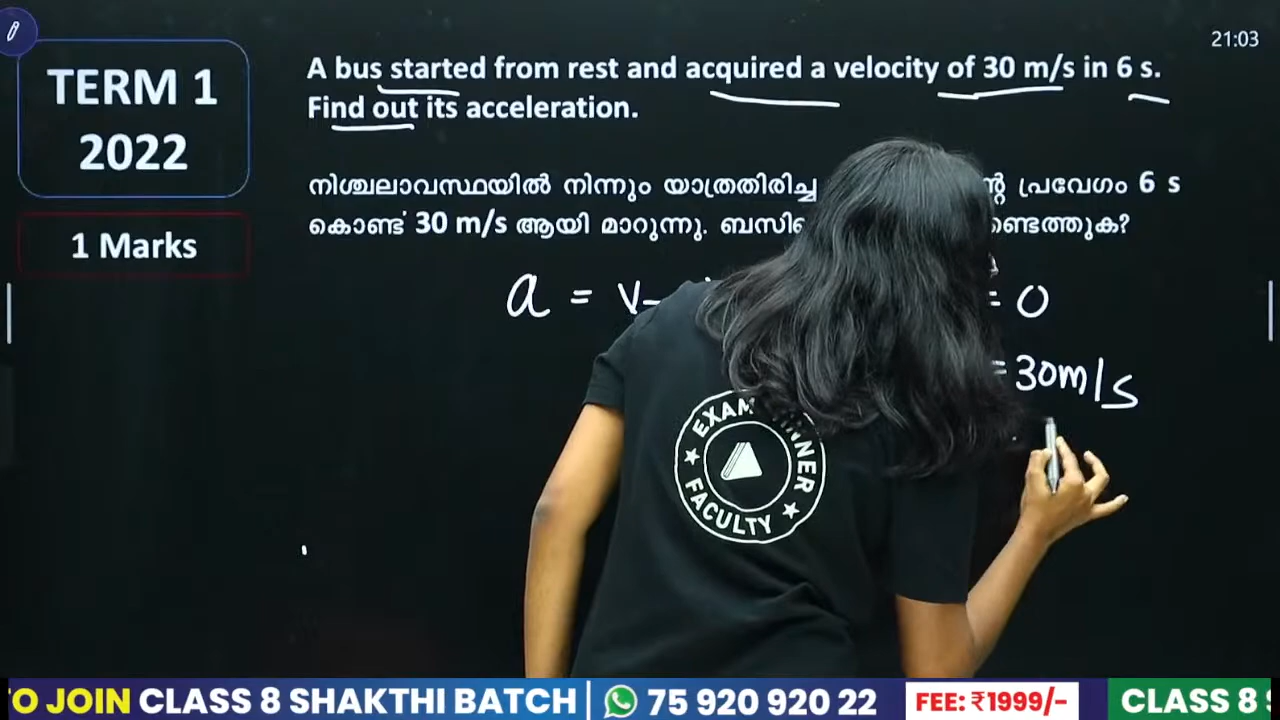 21:03
TERM 1
2022
1 Marks
A bus started from rest and acquired a velocity of 30 m/s in 6 s.
Find out its acceleration.
നിശ്ചലാവസ്ഥയിൽ നിന്നും യാത്രതിരിച്ച പ്രവേഗം 6 s
കൊണ്ട് 30 m/s ആയി മാറുന്നു.
a = v- = 0
= 30m/s
EXAM WINNER
FACULTY
TO JOIN CLASS 8 SHAKTHI BATCH 75 920 920 22 FEE: ₹1999/- CLASS 8